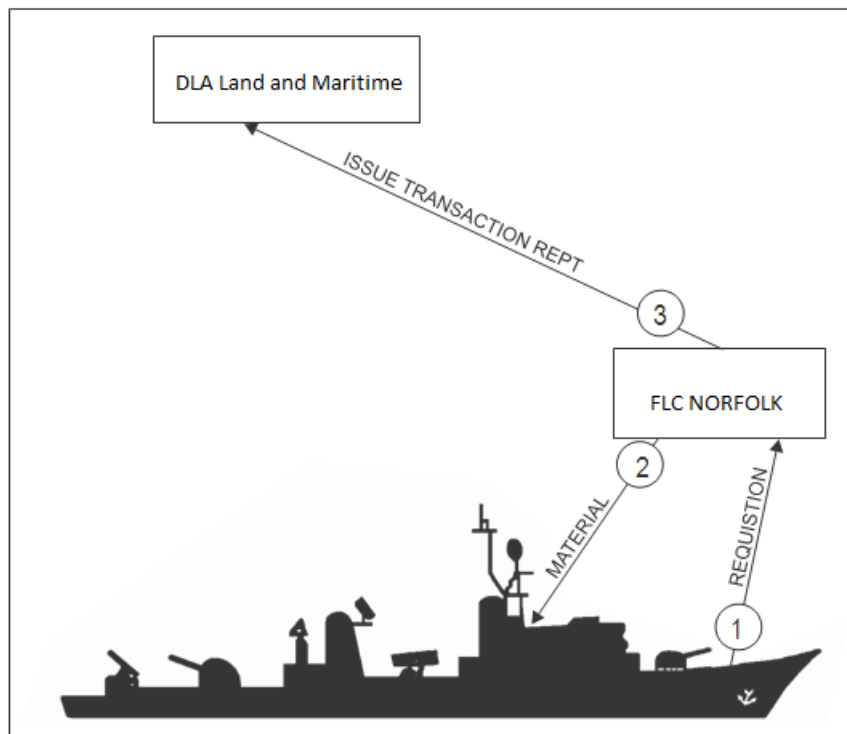 DLA Land and Maritime
ISSUE TRANSACTION REPT
3
FLC NORFOLK
2
MATERIAL
REQUISTION
1